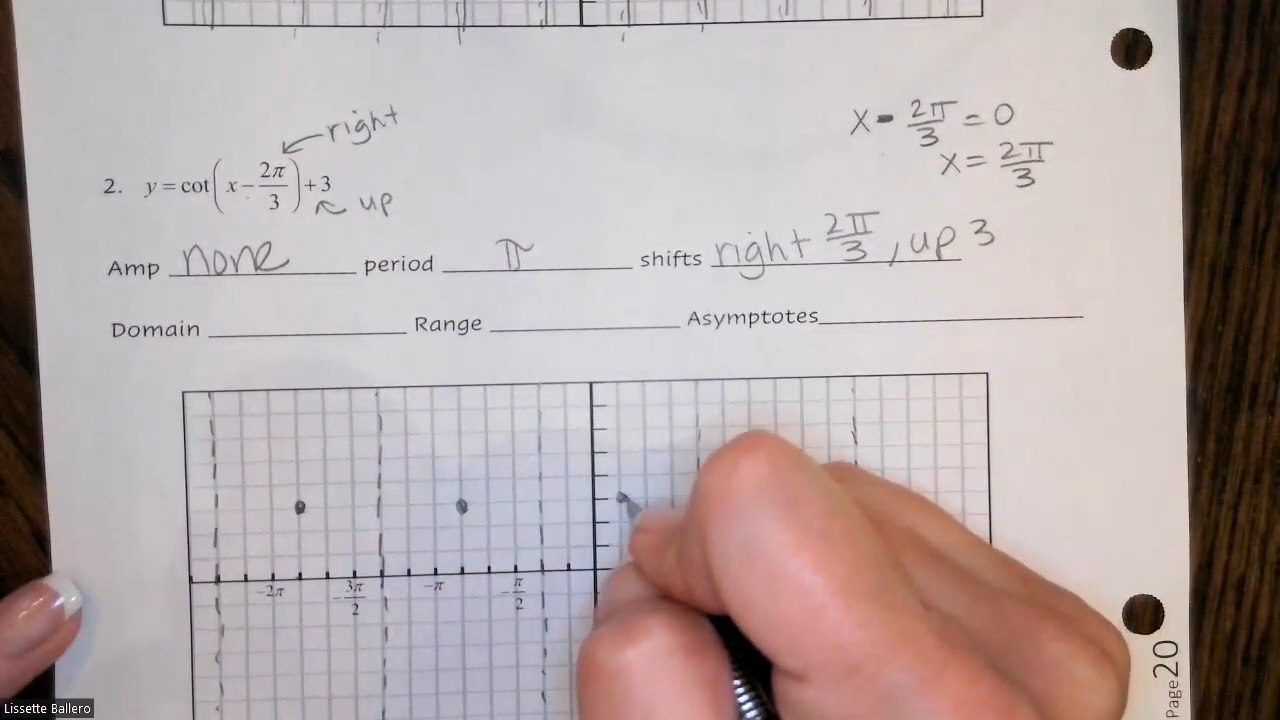 right
x - 2π/3 = 0
x = 2π/3
2. y = cot(x - 2π/3) + 3
up
Amp none period π shifts right 2π/3, up 3
Domain Range Asymptotes
-2π -3π/2 -π -π/2
Page 20
Lissette Ballero